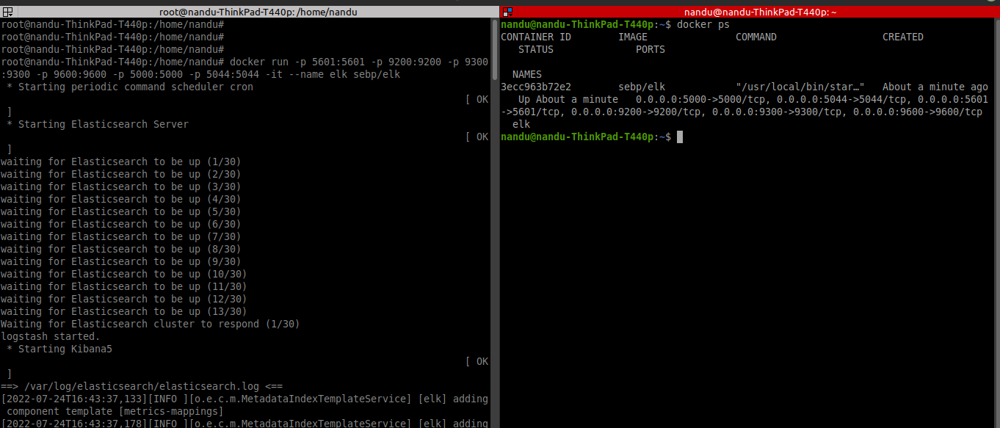 root@nandu-ThinkPad-T440p: /home/nandu
root@nandu-ThinkPad-T440p:/home/nandu#
root@nandu-ThinkPad-T440p:/home/nandu#
root@nandu-ThinkPad-T440p:/home/nandu#
root@nandu-ThinkPad-T440p:/home/nandu# docker run -p 5601:5601 -p 9200:9200 -p 9300
:9300 -p 9600:9600 -p 5000:5000 -p 5044:5044 -it --name elk sebp/elk
* Starting periodic command scheduler cron
[ OK
]
* Starting Elasticsearch Server
[ OK
]
waiting for Elasticsearch to be up (1/30)
waiting for Elasticsearch to be up (2/30)
waiting for Elasticsearch to be up (3/30)
waiting for Elasticsearch to be up (4/30)
waiting for Elasticsearch to be up (5/30)
waiting for Elasticsearch to be up (6/30)
waiting for Elasticsearch to be up (7/30)
waiting for Elasticsearch to be up (8/30)
waiting for Elasticsearch to be up (9/30)
waiting for Elasticsearch to be up (10/30)
waiting for Elasticsearch to be up (11/30)
waiting for Elasticsearch to be up (12/30)
waiting for Elasticsearch to be up (13/30)
Waiting for Elasticsearch cluster to respond (1/30)
logstash started.
* Starting Kibana5
[ OK
]
==> /var/log/elasticsearch/elasticsearch.log <==
[2022-07-24T16:43:37,133][INFO ][o.e.c.m.MetadataIndexTemplateService] [elk] adding
component template [metrics-mappings]
[2022-07-24T16:43:37,178][INFO ][o.e.c.m.MetadataIndexTemplateService] [elk] adding
nandu@nandu-ThinkPad-T440p: ~
nandu@nandu-ThinkPad-T440p:~$ docker ps
CONTAINER ID IMAGE COMMAND CREATED
STATUS PORTS
NAMES
3ecc963b72e2 sebp/elk "/usr/local/bin/star…" About a minute ago
Up About a minute 0.0.0.0:5000->5000/tcp, 0.0.0.0:5044->5044/tcp, 0.0.0.0:5601
->5601/tcp, 0.0.0.0:9200->9200/tcp, 0.0.0.0:9300->9300/tcp, 0.0.0.0:9600->9600/tcp
elk
nandu@nandu-ThinkPad-T440p:~$